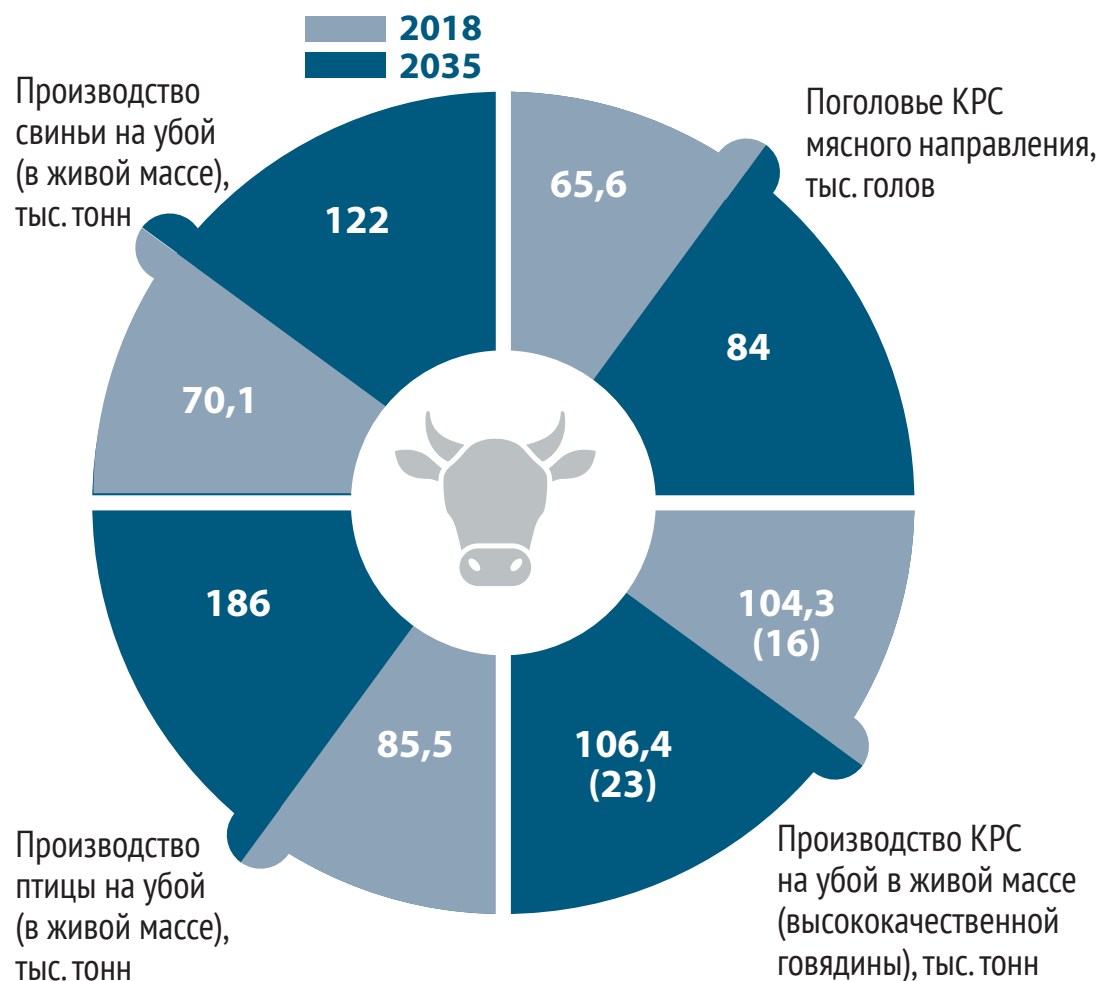 2018
2035
Производство
свиньи на убой
(в живой массе),
тыс. тонн
122
70,1
65,6
84
Поголовье КРС
мясного направления,
тыс. голов
186
85,5
Производство
птицы на убой
(в живой массе),
тыс. тонн
104,3
(16)
106,4
(23)
Производство КРС
на убой в живой массе
(высококачественной
говядины), тыс. тонн